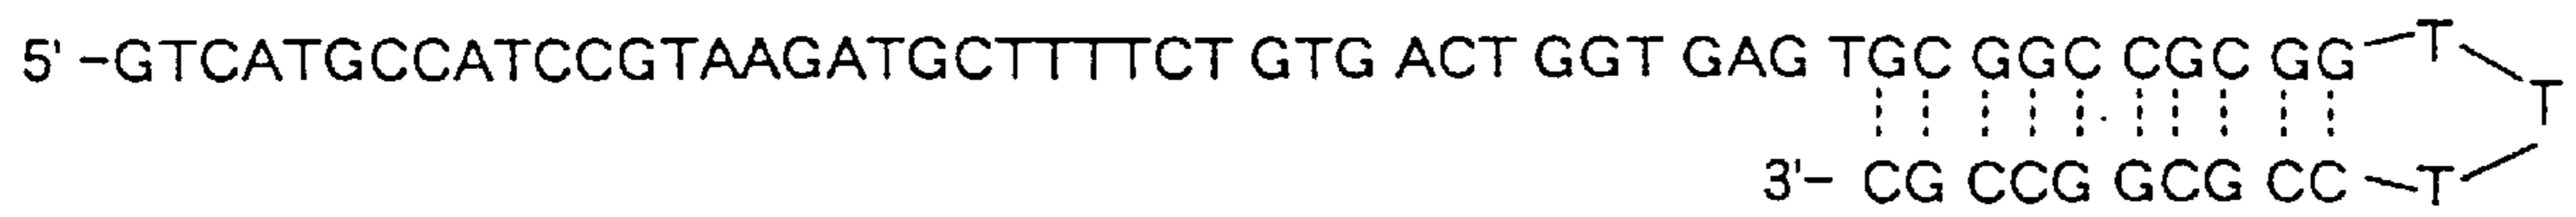 5' -GTCATGCCATCCGTAAGATGCTTTTCT GTG ACT GGT GAG TGC GGC CGC GG T
T
3'- CG CCG GCG CC T